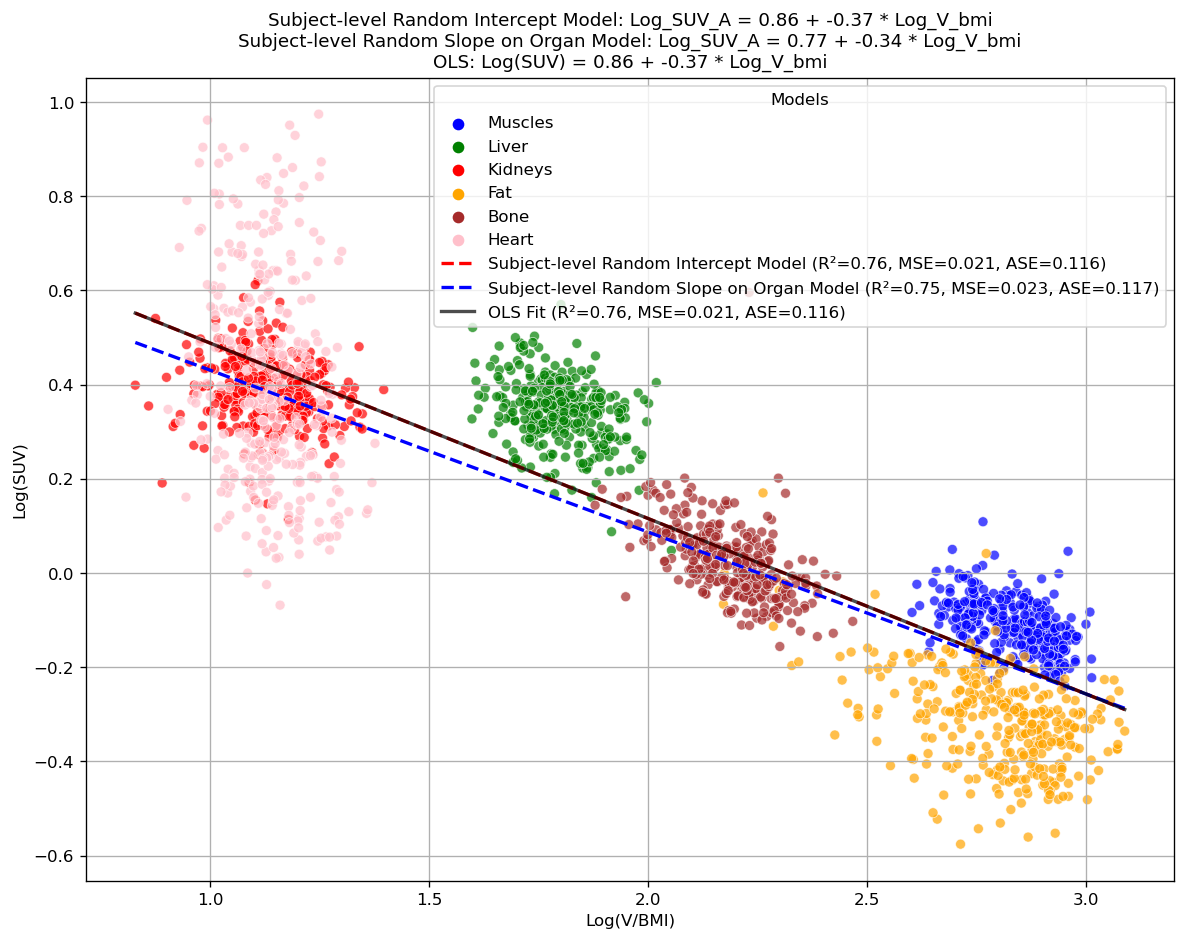 Subject-level Random Intercept Model: Log_SUV_A = 0.86 + -0.37 * Log_V_bmi
Subject-level Random Slope on Organ Model: Log_SUV_A = 0.77 + -0.34 * Log_V_bmi
OLS: Log(SUV) = 0.86 + -0.37 * Log_V_bmi
Models
Muscles
Liver
Kidneys
Fat
Bone
Heart
Subject-level Random Intercept Model (R²=0.76, MSE=0.021, ASE=0.116)
Subject-level Random Slope on Organ Model (R²=0.75, MSE=0.023, ASE=0.117)
OLS Fit (R²=0.76, MSE=0.021, ASE=0.116)
Log(SUV)
1.0
0.8
0.6
0.4
0.2
0.0
−0.2
−0.4
−0.6
1.0 1.5 2.0 2.5 3.0
Log(V/BMI)